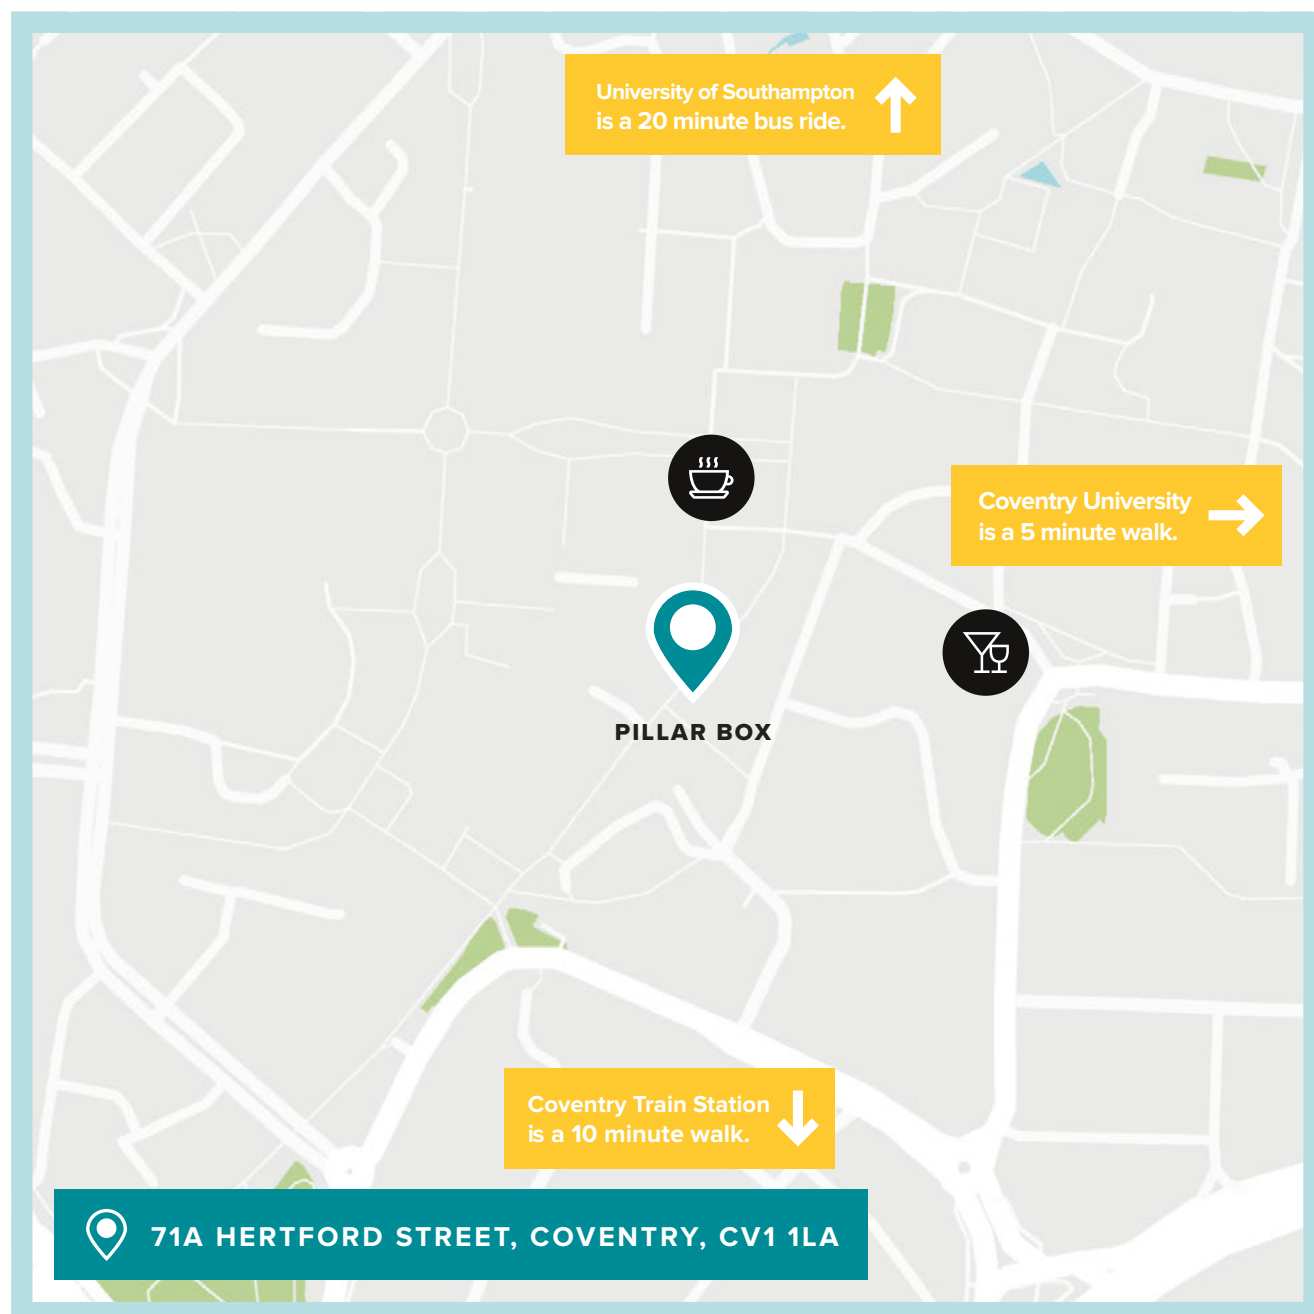 University of Southampton
is a 20 minute bus ride.
Coventry University
is a 5 minute walk.
PILLAR BOX
Coventry Train Station
is a 10 minute walk.
71A HERTFORD STREET, COVENTRY, CV1 1LA